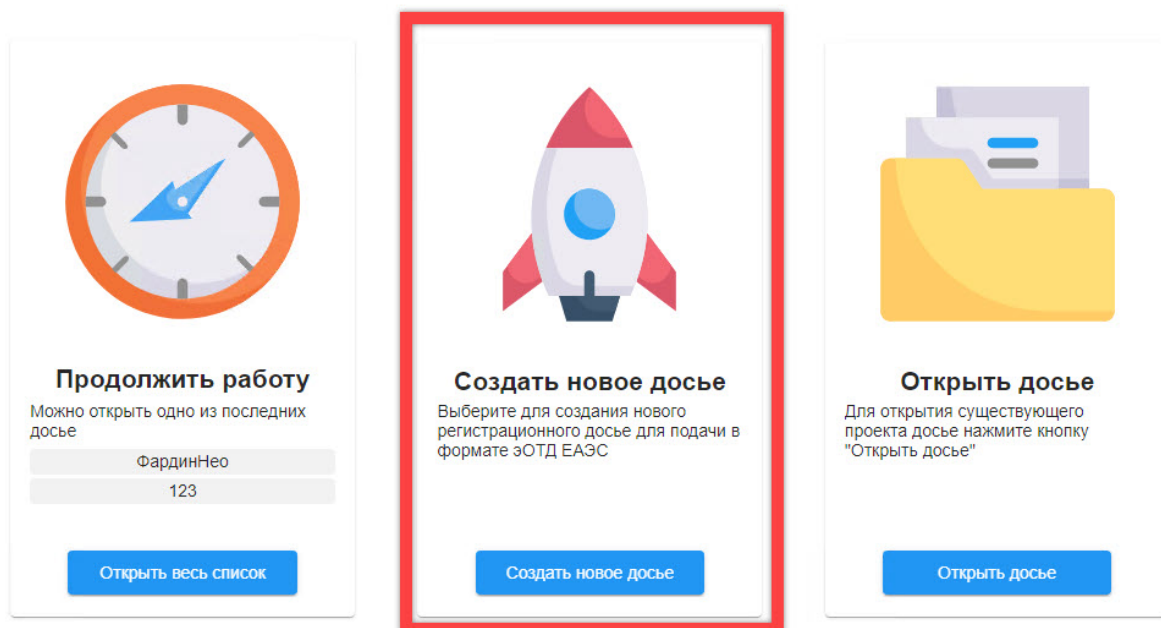 Продолжить работу
Можно открыть одно из последних
досье
ФардинНео
123
Открыть весь список
Создать новое досье
Выберите для создания нового
регистрационного досье для подачи в
формате эОТД ЕАЭС
Создать новое досье
Открыть досье
Для открытия существующего
проекта досье нажмите кнопку
"Открыть досье"
Открыть досье